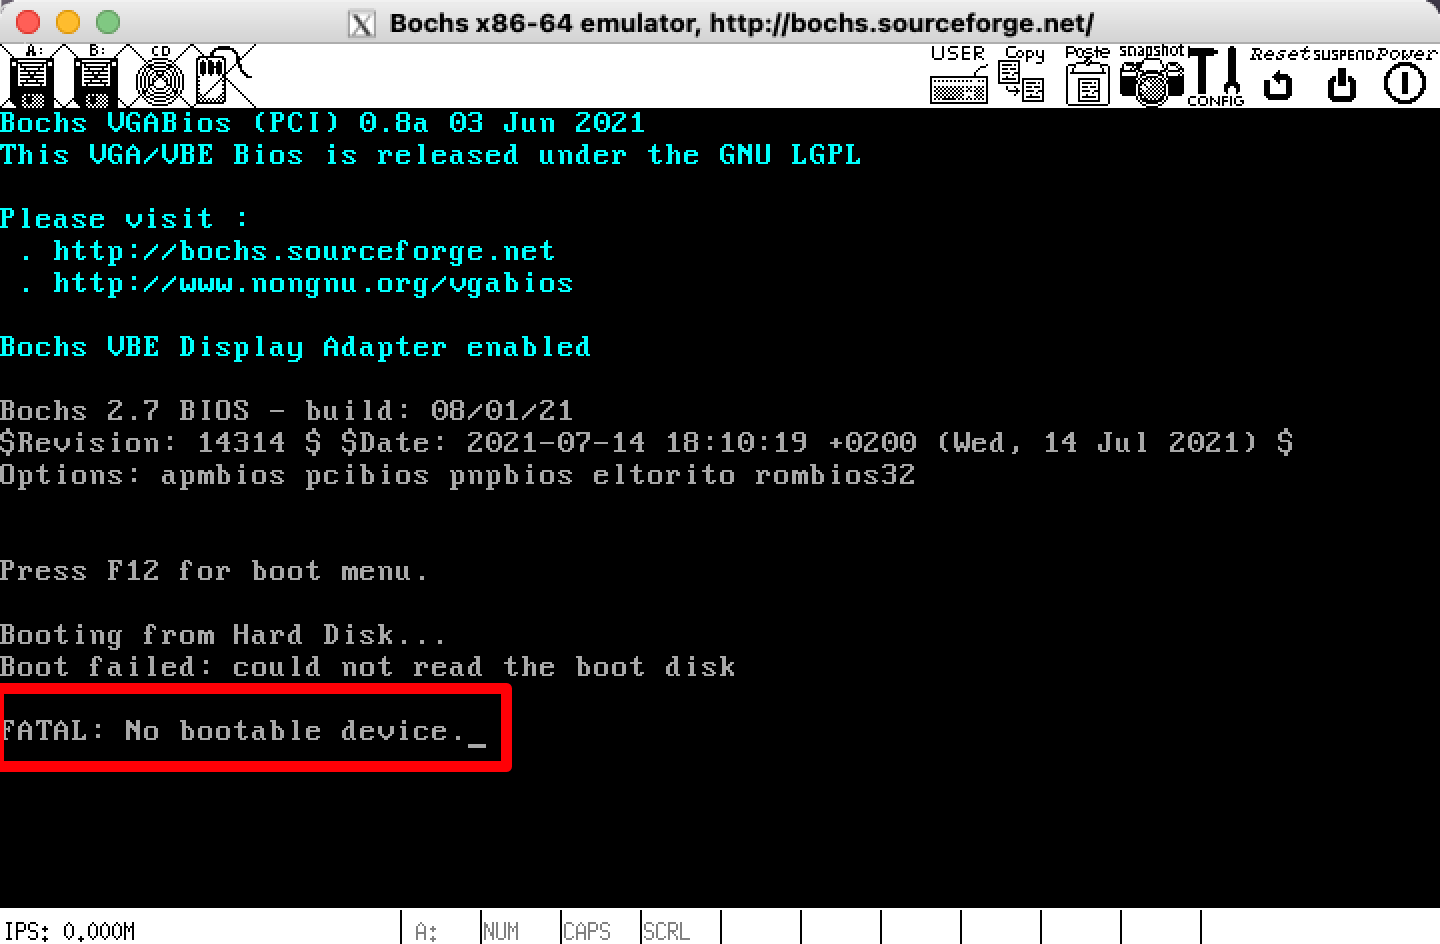 Bochs x86-64 emulator, http://bochs.sourceforge.net/
A: B: CD USER Copy Paste snapshot CONFIG Reset SUSPEND Power
Bochs VGABios (PCI) 0.8a 03 Jun 2021
This VGA/VBE Bios is released under the GNU LGPL
Please visit :
. http://bochs.sourceforge.net
. http://www.nongnu.org/vgabios
Bochs VBE Display Adapter enabled
Bochs 2.7 BIOS - build: 08/01/21
$Revision: 14314 $ $Date: 2021-07-14 18:10:19 +0200 (Wed, 14 Jul 2021) $
Options: apmbios pcibios pnpbios eltorito rombios32
Press F12 for boot menu.
Booting from Hard Disk...
Boot failed: could not read the boot disk
FATAL: No bootable device._
IPS: 0.000M A: NUM CAPS SCRL